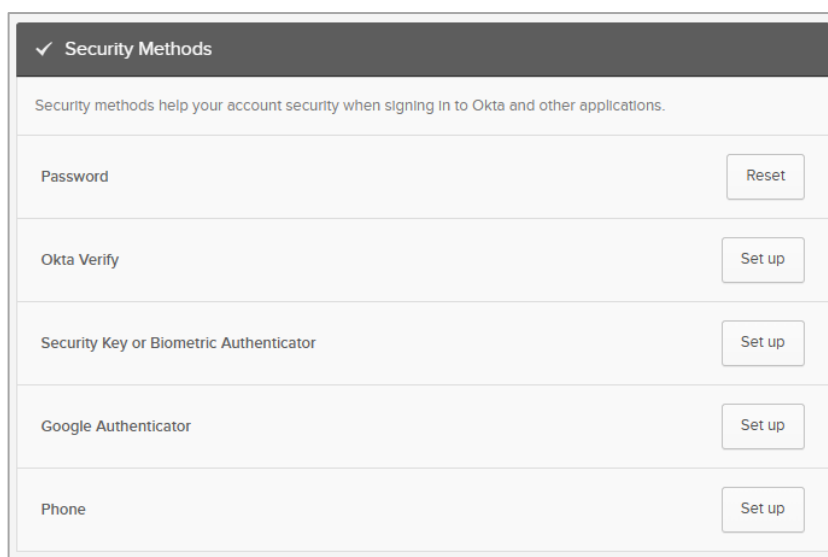 Security Methods
Security methods help your account security when signing in to Okta and other applications.
Password
Reset
Okta Verify
Set up
Security Key or Biometric Authenticator
Set up
Google Authenticator
Set up
Phone
Set up